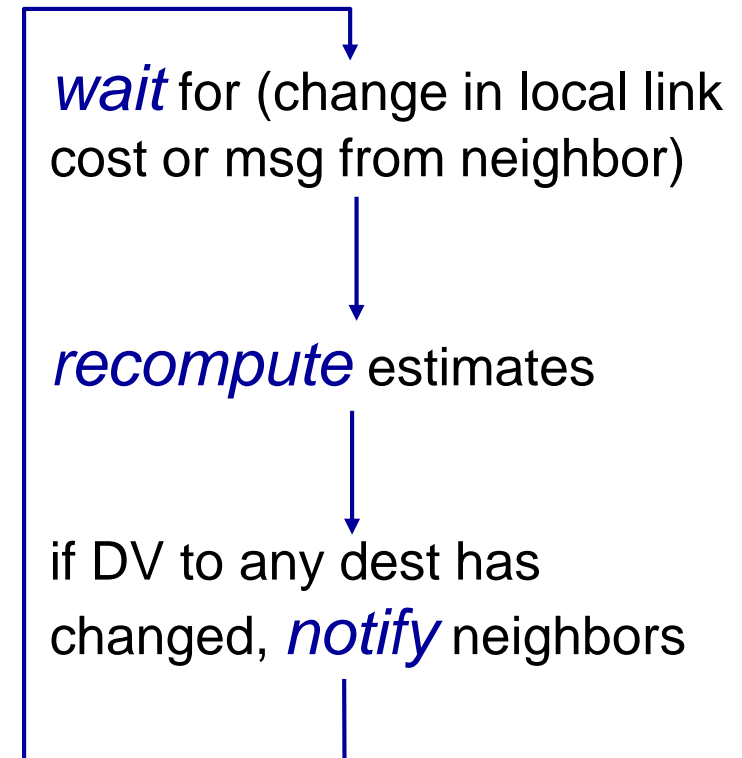 wait for (change in local link
cost or msg from neighbor)
recompute estimates
if DV to any dest has
changed, notify neighbors